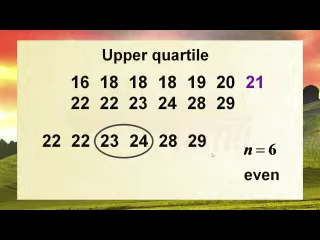 Upper quartile
16 18 18 18 19 20 21
22 22 23 24 28 29
22 22 23 24 28 29
n = 6
even